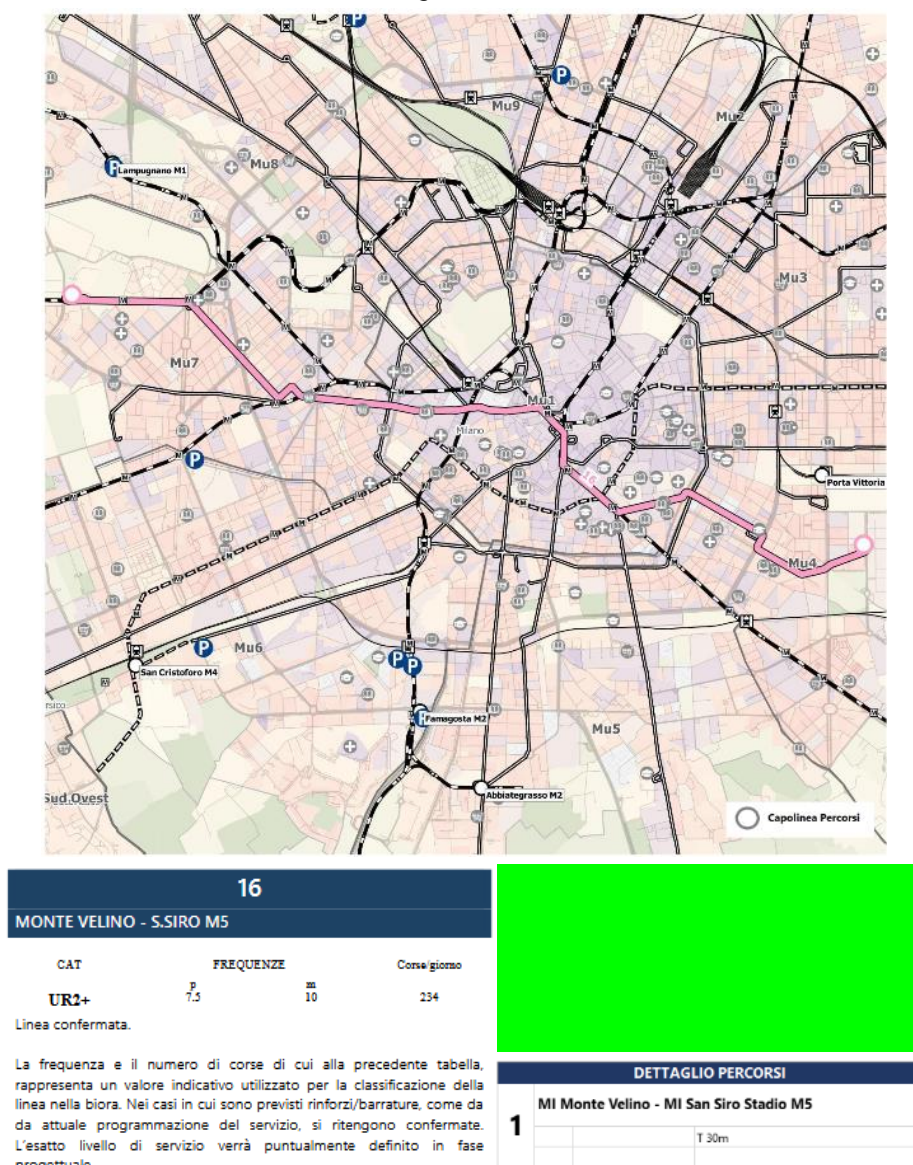 P
P
Mu9
Mu2
P
Lampugnano M1
Mu8
Mu3
Mu7
Mu1
Milano
P
16
Porta Vittoria
Mu4
Mu6
P
San Cristoforo M4
P
P
Famagosta M2
Mu5
Abbiategrasso M2
Sud Ovest
Capolinea Percorsi
16
MONTE VELINO - S.SIRO M5
CAT FREQUENZE Corse/giorno
p m
UR2+ 7.5 10 234
Linea confermata.
La frequenza e il numero di corse di cui alla precedente tabella,
rappresenta un valore indicativo utilizzato per la classificazione della
linea nella biora. Nei casi in cui sono previsti rinforzi/barrature, come da
da attuale programmazione del servizio, si ritengono confermate.
L'esatto livello di servizio verrà puntualmente definito in fase
progettuale.
DETTAGLIO PERCORSI
1 MI Monte Velino - MI San Siro Stadio M5
T 30m